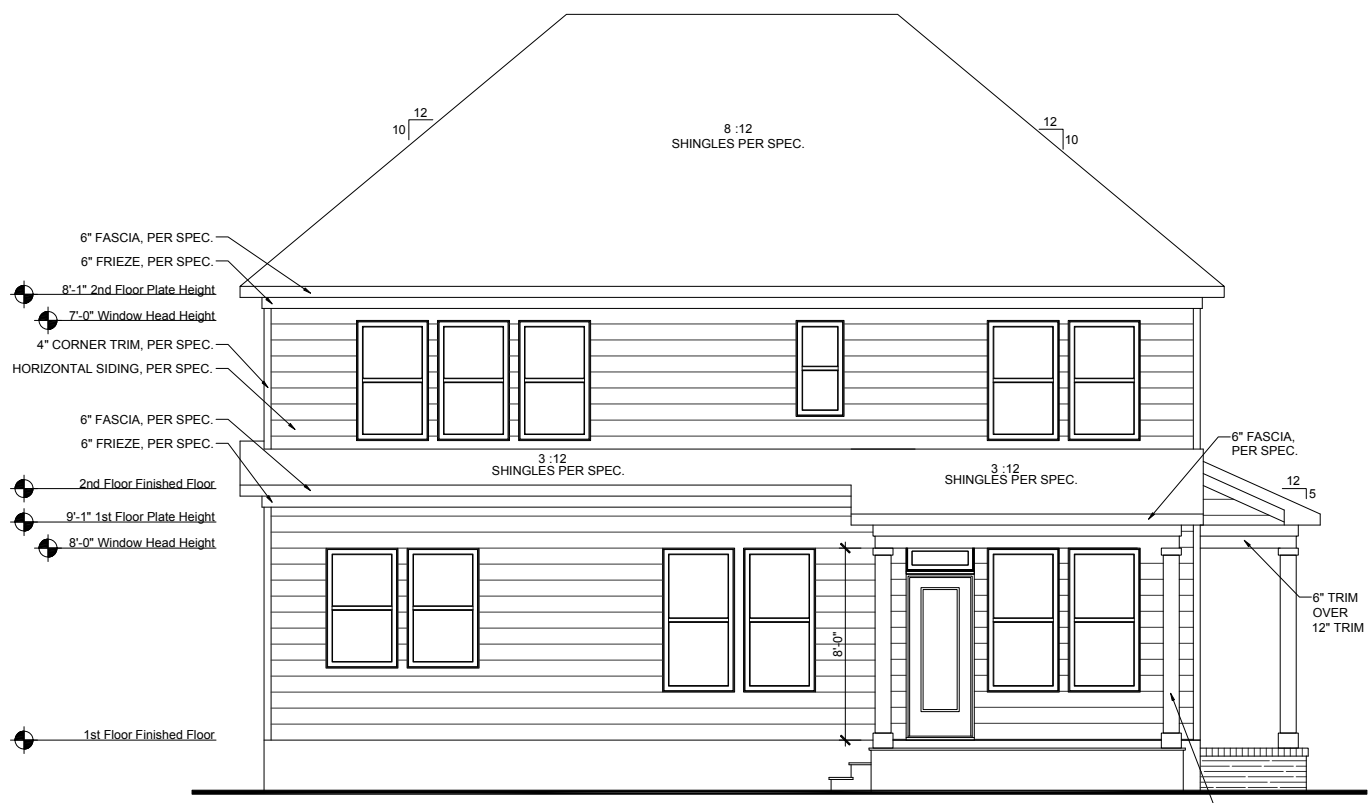 12
10
8 :12
SHINGLES PER SPEC.
12
10
6" FASCIA, PER SPEC.
6" FRIEZE, PER SPEC.
8'-1" 2nd Floor Plate Height
7'-0" Window Head Height
4" CORNER TRIM, PER SPEC.
HORIZONTAL SIDING, PER SPEC.
6" FASCIA, PER SPEC.
6" FRIEZE, PER SPEC.
3 :12
SHINGLES PER SPEC.
3 :12
SHINGLES PER SPEC.
6" FASCIA,
PER SPEC.
12
5
2nd Floor Finished Floor
9'-1" 1st Floor Plate Height
8'-0" Window Head Height
8'-0"
6" TRIM
OVER
12" TRIM
1st Floor Finished Floor